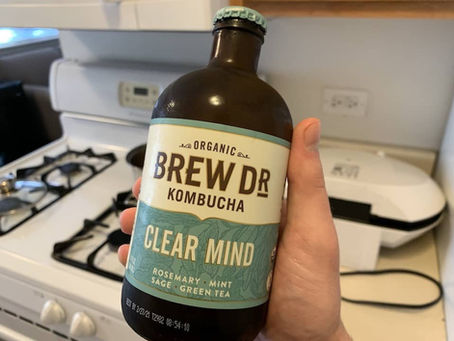 ORGANIC
BREW DR
KOMBUCHA
CLEAR MIND
ROSEMARY · MINT
SAGE · GREEN TEA